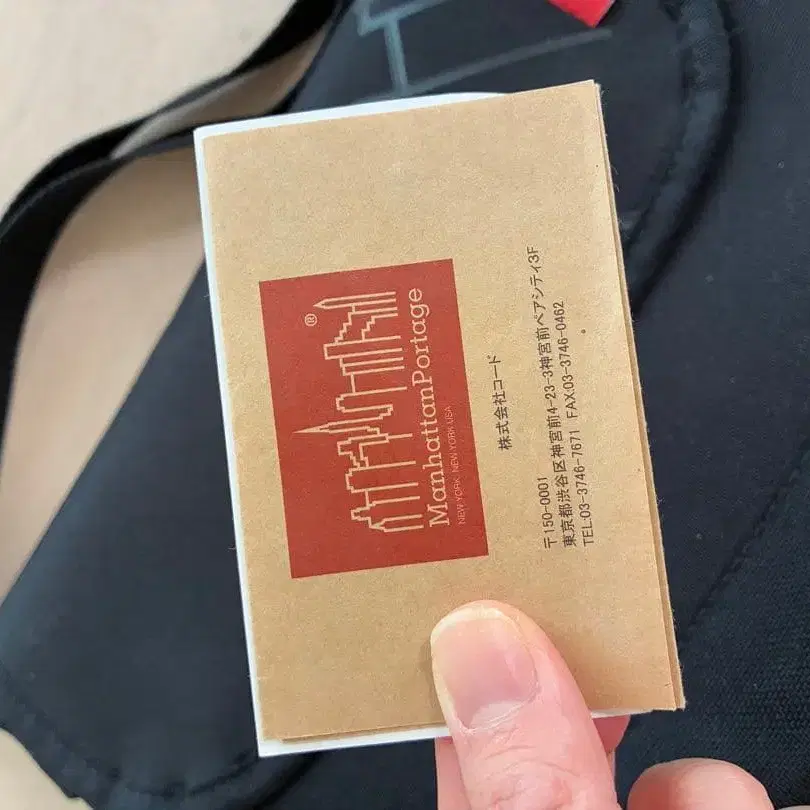 ®
ManhattanPortage
NEW YORK, NEW YORK USA
株式会社コード
〒150-0001
東京都渋谷区神宮前4-23-3神宮前ペアシティ3F
TEL:03-3746-7671 FAX:03-3746-0462